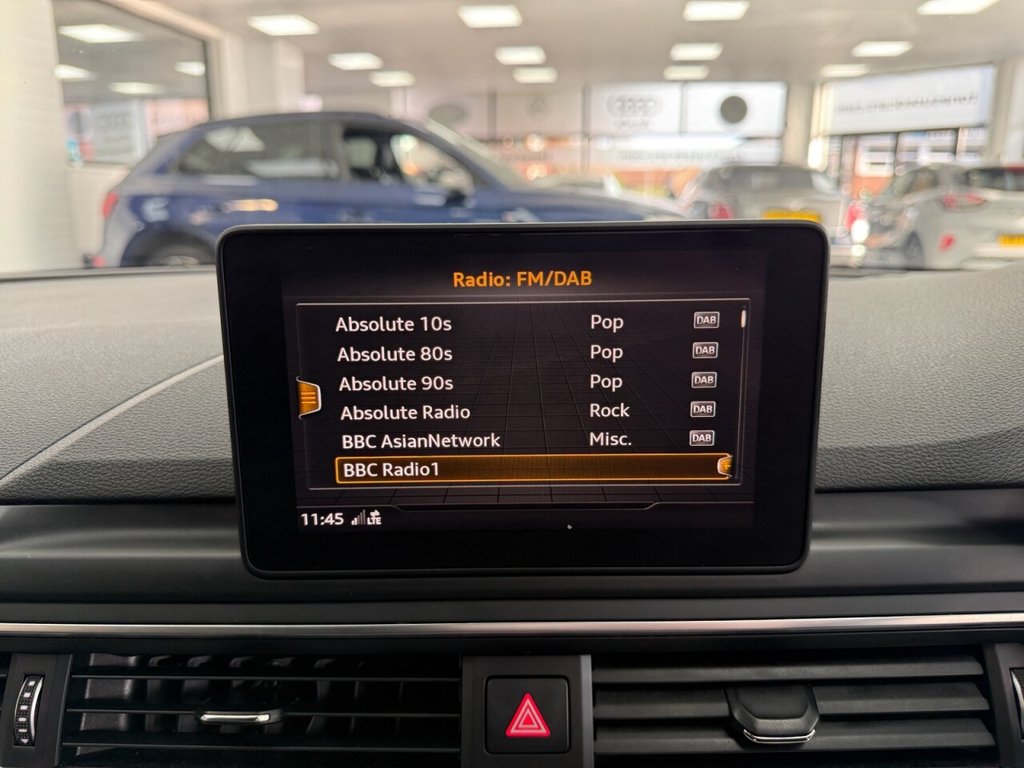 Radio: FM/DAB
Absolute 10s Pop DAB
Absolute 80s Pop DAB
Absolute 90s Pop DAB
Absolute Radio Rock DAB
BBC AsianNetwork Misc. DAB
BBC Radio1
11:45 LTE